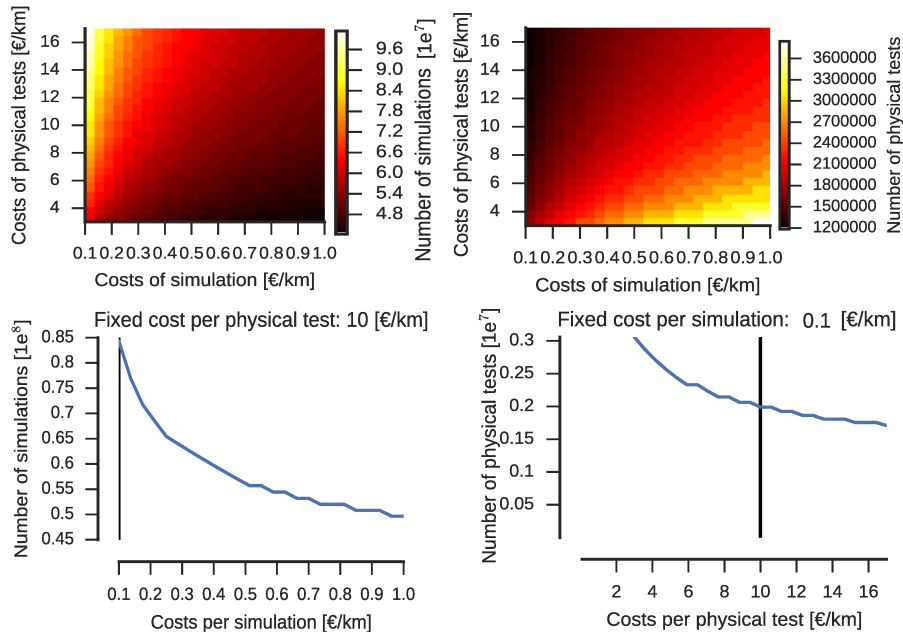 Costs of physical tests [€/km]
16
14
12
10
8
6
4
0.1 0.2 0.3 0.4 0.5 0.6 0.7 0.8 0.9 1.0
Costs of simulation [€/km]
9.6
9.0
8.4
7.8
7.2
6.6
6.0
5.4
4.8
Number of simulations [1e⁷]
Costs of physical tests [€/km]
16
14
12
10
8
6
4
0.1 0.2 0.3 0.4 0.5 0.6 0.7 0.8 0.9 1.0
Costs of simulation [€/km]
3600000
3300000
3000000
2700000
2400000
2100000
1800000
1500000
1200000
Number of physical tests
Fixed cost per physical test: 10 [€/km]
Number of simulations [1e⁸]
0.85
0.8
0.75
0.7
0.65
0.6
0.55
0.5
0.45
0.1 0.2 0.3 0.4 0.5 0.6 0.7 0.8 0.9 1.0
Costs per simulation [€/km]
Fixed cost per simulation: 0.1 [€/km]
Number of physical tests [1e⁷]
0.3
0.25
0.2
0.15
0.1
0.05
2 4 6 8 10 12 14 16
Costs per physical test [€/km]